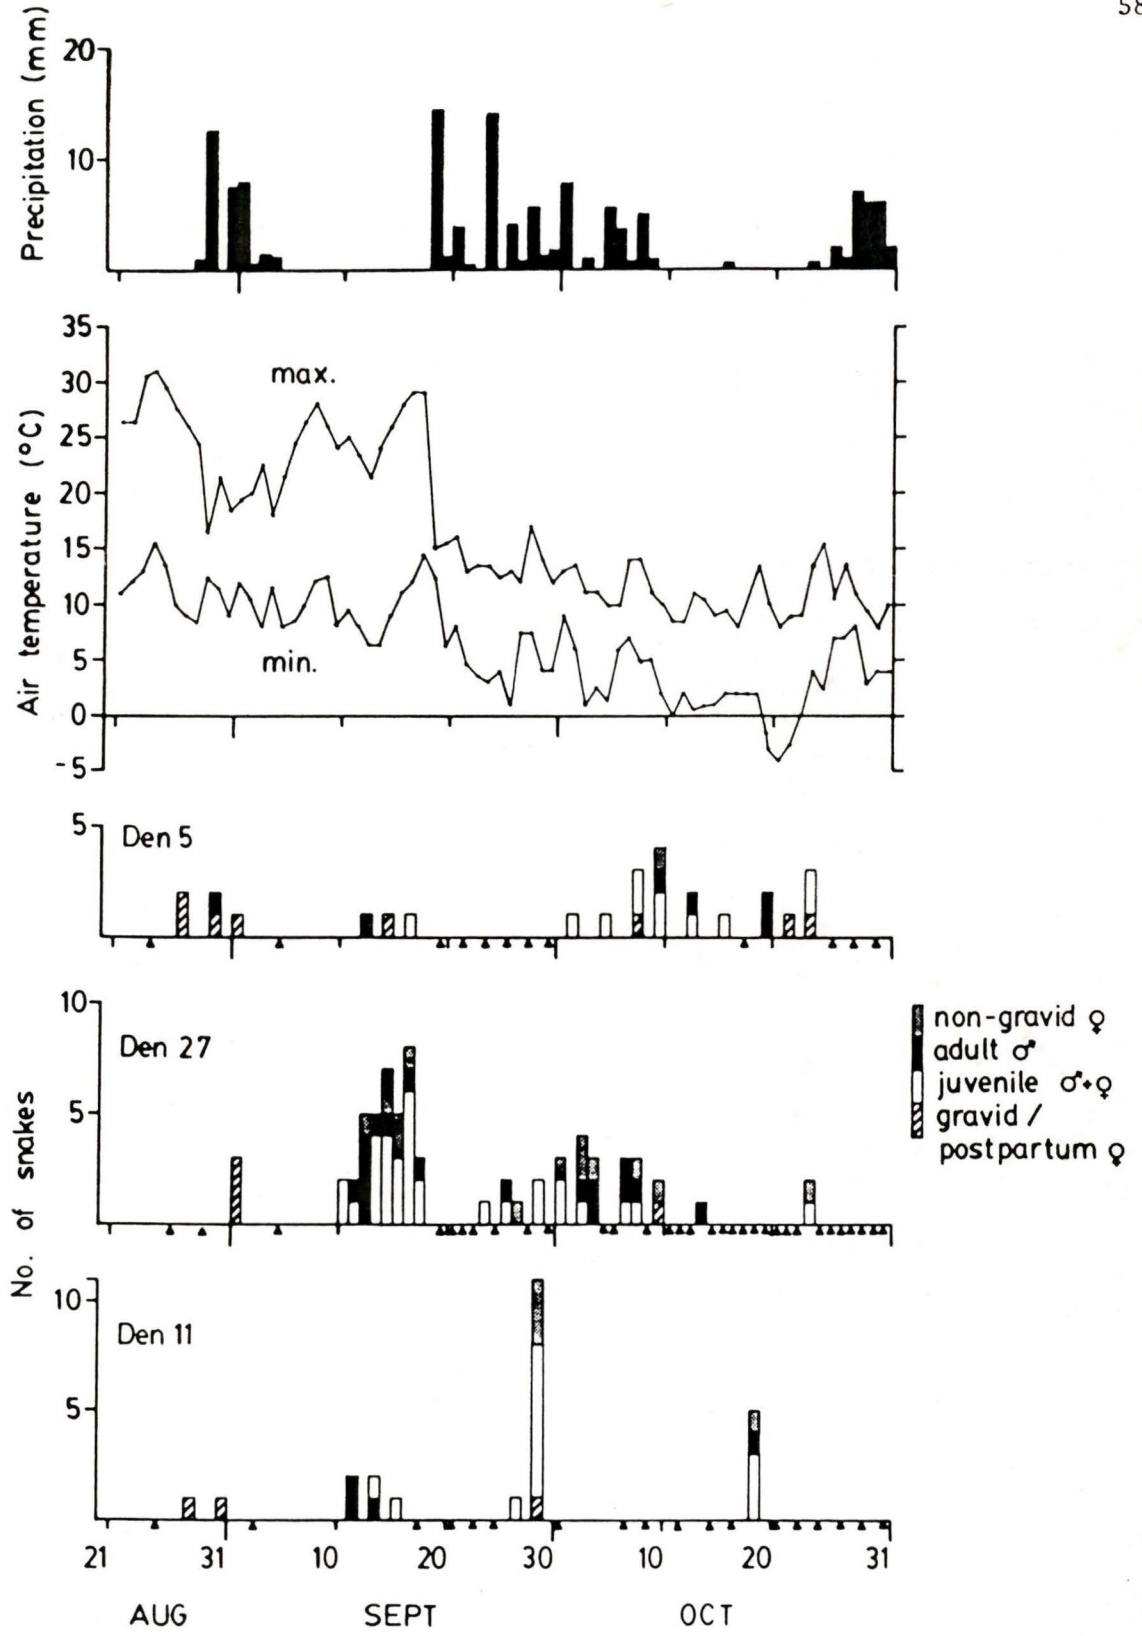 58
Precipitation (mm)
20
10
Air temperature (°C)
35
30
25
20
15
10
5
0
-5
max.
min.
No. of snakes
5
Den 5
10
5
Den 27
non-gravid ♀
adult ♂
juvenile ♂+♀
gravid /
postpartum ♀
10
5
Den 11
21 31 10 20 30 10 20 31
AUG SEPT OCT